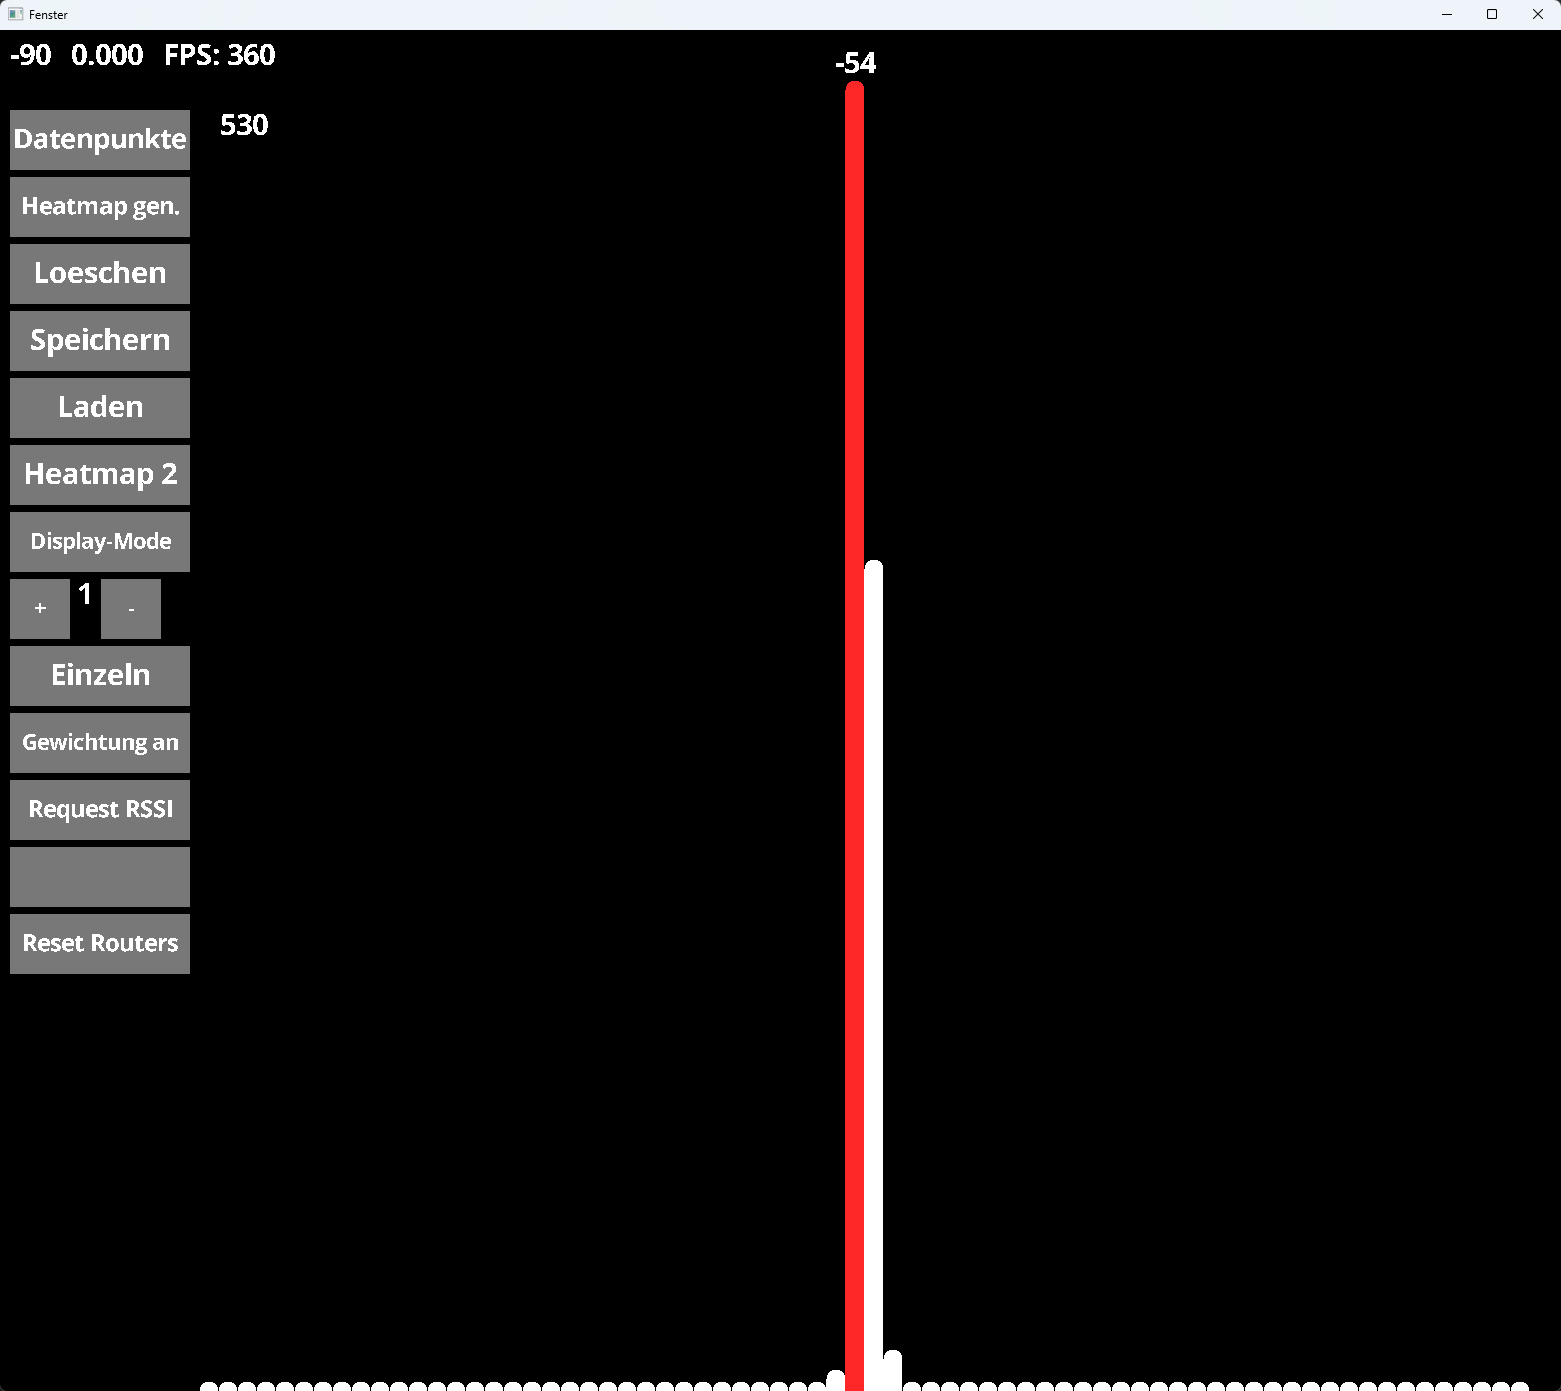 Fenster
-90 0.000 FPS: 360
-54
530
Datenpunkte
Heatmap gen.
Loeschen
Speichern
Laden
Heatmap 2
Display-Mode
+ 1 -
Einzeln
Gewichtung an
Request RSSI
Reset Routers